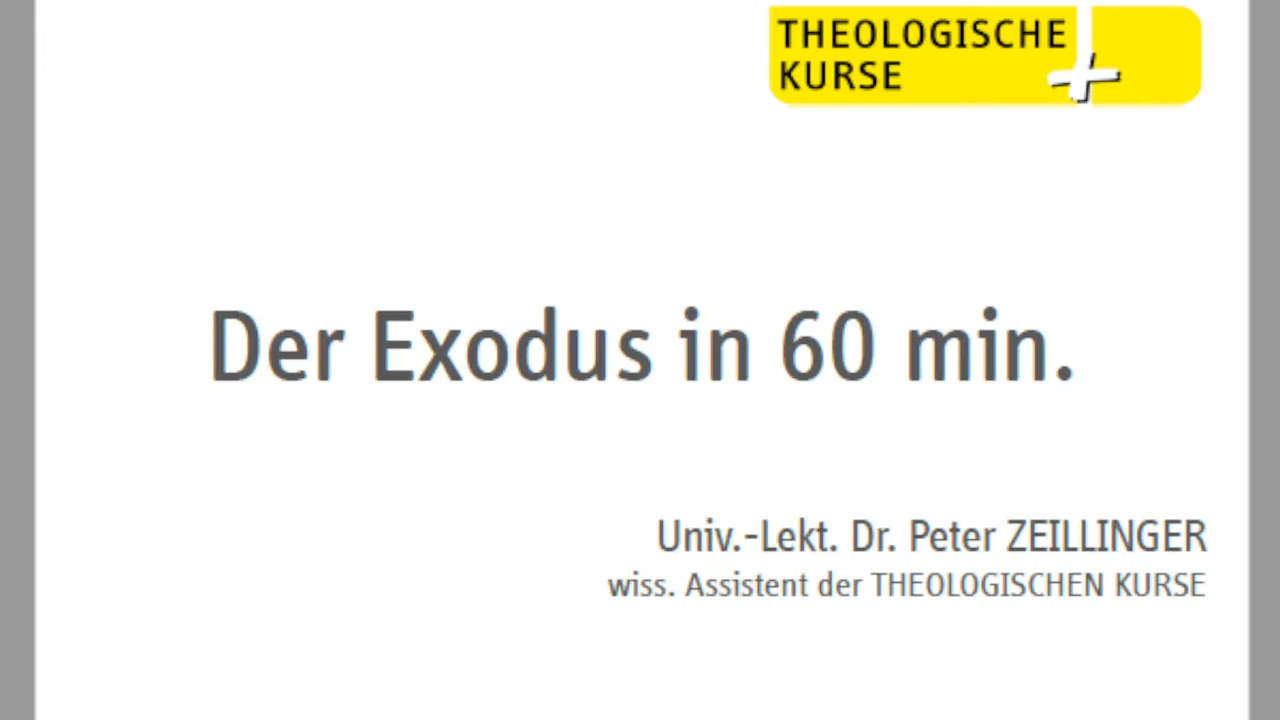 THEOLOGISCHE
KURSE
Der Exodus in 60 min.
Univ.-Lekt. Dr. Peter ZEILLINGER
wiss. Assistent der THEOLOGISCHEN KURSE